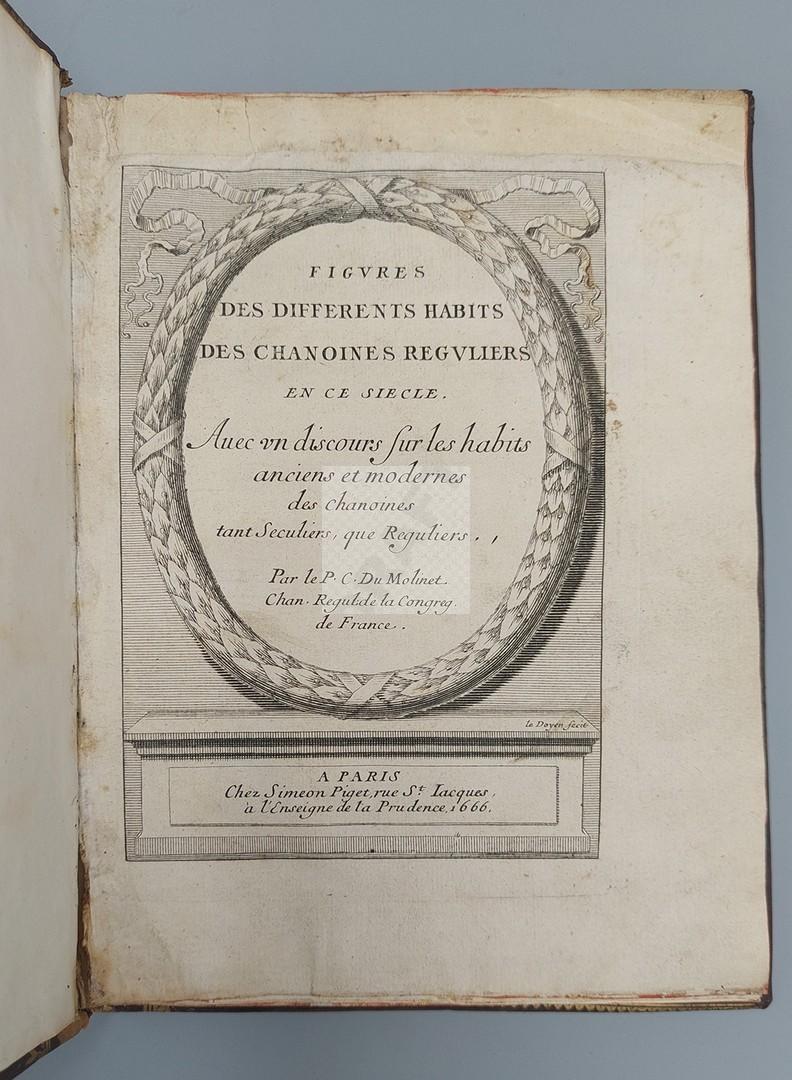 FIGVRES
DES DIFFERENTS HABITS
DES CHANOINES REGVLIERS
EN CE SIECLE.
Auec vn discours sur les habits
anciens et modernes
des chanoines
tant Seculiers, que Reguliers.
Par le P. C. Du Molinet.
Chan. Regul. de la Congreg.
de France.
le Doyen fecit
A PARIS
Chez Simeon Piget, rue St. Iacques,
a l'Enseigne de la Prudence, 1666.